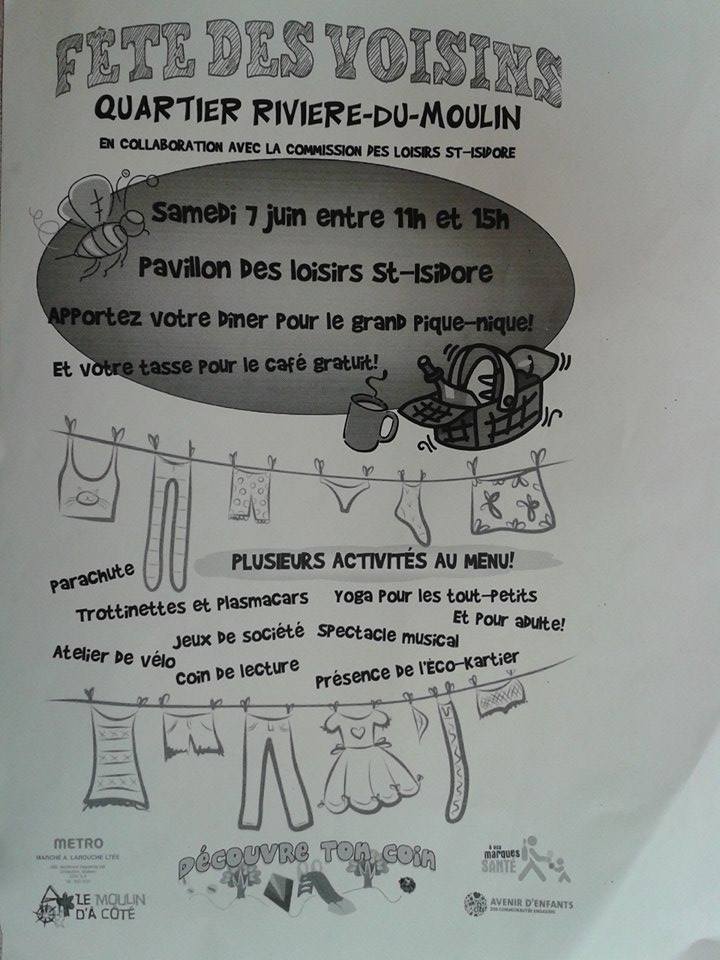 FÊTE DES VOISINS
QUARTIER RIVIERE-DU-MOULIN
EN COLLABORATION AVEC LA COMMISSION DES LOISIRS ST-ISIDORE
Samedi 7 juin entre 11h et 15h
Pavillon des loisirs St-Isidore
Apportez votre dîner pour le grand pique-nique!
Et votre tasse pour le café gratuit!
PLUSIEURS ACTIVITÉS AU MENU!
Parachute
Trottinettes et Plasmacars
Yoga pour les tout-petits
Et pour adulte!
Jeux de société
Spectacle musical
Atelier de vélo
Coin de lecture
Présence de l'Éco-Kartier
METRO
MARCHÉ A. LAROUCHE LTÉE
DÉCOUVRE TON COIN
à vos
marques
SANTÉ
LE MOULIN
D'À CÔTÉ
AVENIR D'ENFANTS
DES COMMUNAUTÉS ENGAGÉES